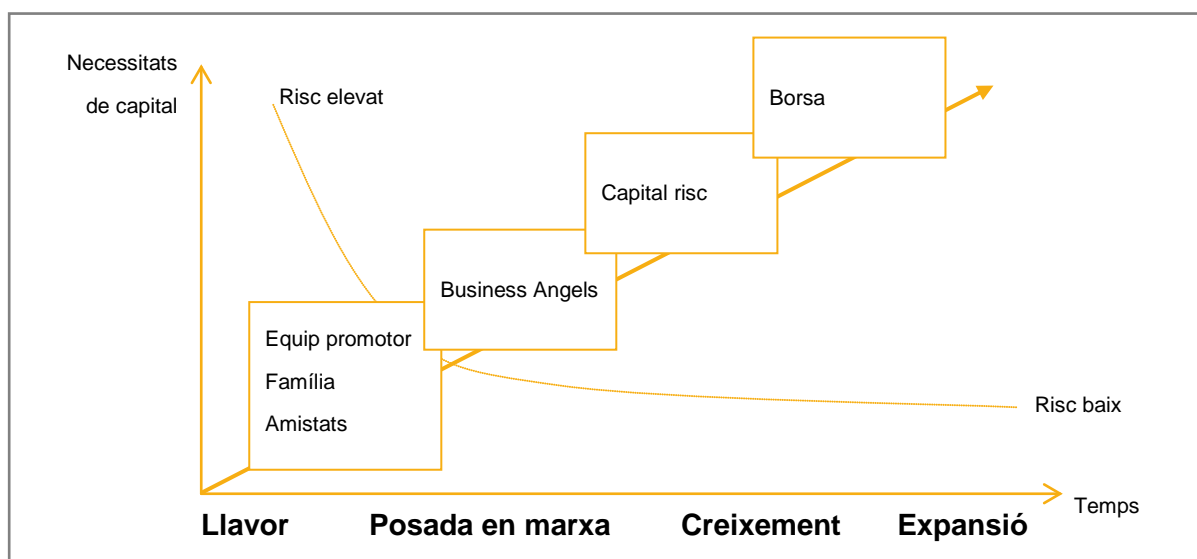 Necessitats
de capital
Risc elevat
Borsa
Capital risc
Business Angels
Equip promotor
Família
Amistats
Risc baix
Temps
Llavor
Posada en marxa
Creixement
Expansió